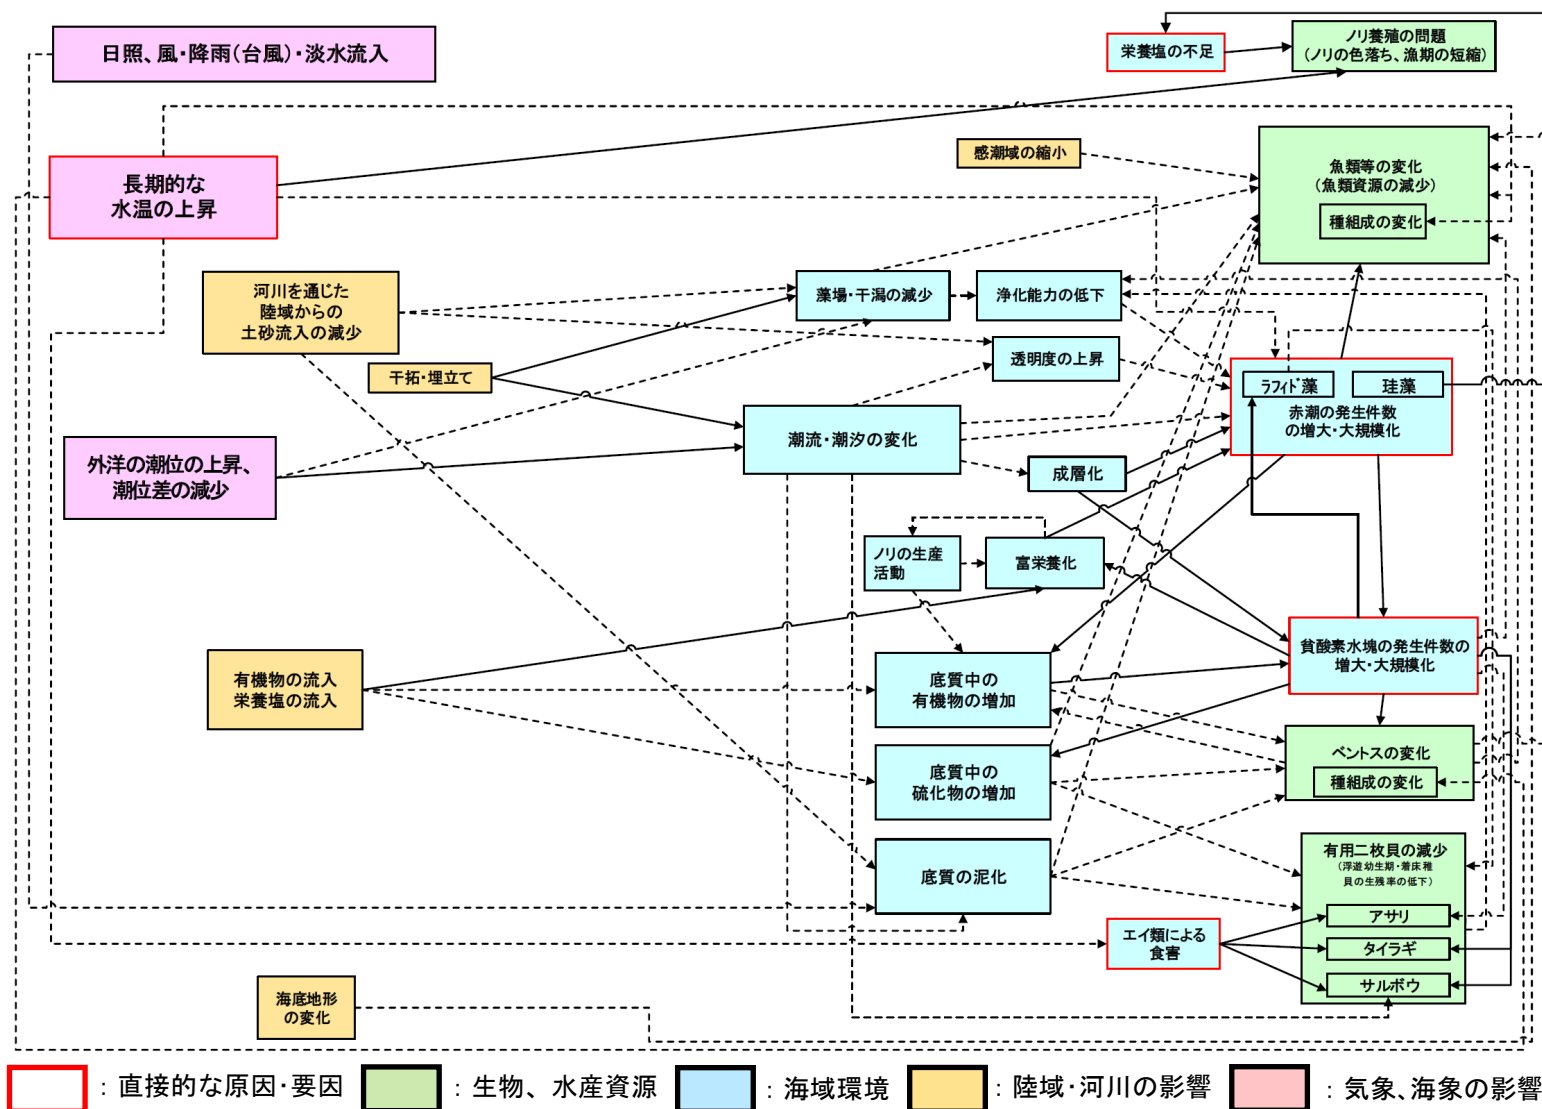 日照、風・降雨(台風)・淡水流入
栄養塩の不足
ノリ養殖の問題
(ノリの色落ち、漁期の短縮)
感潮域の縮小
魚類等の変化
(魚類資源の減少)
種組成の変化
長期的な
水温の上昇
河川を通じた
陸域からの
土砂流入の減少
藻場・干潟の減少
浄化能力の低下
透明度の上昇
干拓・埋立て
ラフィド藻
珪藻
赤潮の発生件数
の増大・大規模化
潮流・潮汐の変化
外洋の潮位の上昇、
潮位差の減少
成層化
ノリの生産
活動
富栄養化
貧酸素水塊の発生件数の
増大・大規模化
有機物の流入
栄養塩の流入
底質中の
有機物の増加
底質中の
硫化物の増加
ベントスの変化
種組成の変化
底質の泥化
有用二枚貝の減少
(浮遊幼生期・着床稚
貝の生残率の低下)
アサリ
タイラギ
サルボウ
エイ類による
食害
海底地形
の変化
：直接的な原因・要因
：生物、水産資源
：海域環境
：陸域・河川の影響
：気象、海象の影響